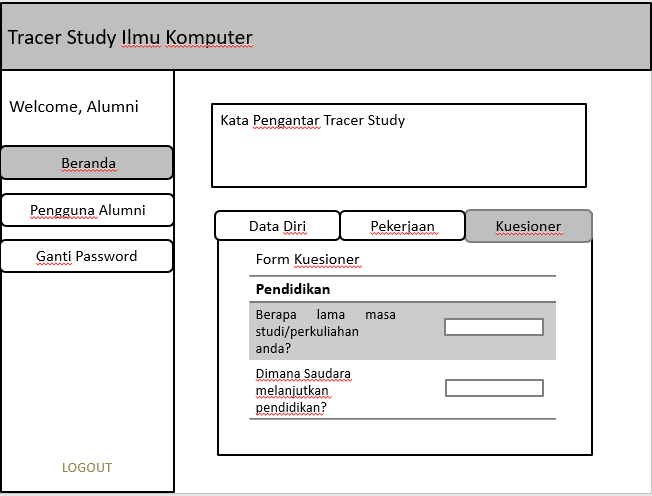 Tracer Study Ilmu Komputer
Welcome, Alumni
Beranda
Pengguna Alumni
Ganti Password
LOGOUT
Kata Pengantar Tracer Study
Data Diri
Pekerjaan
Kuesioner
Form Kuesioner
Pendidikan
Berapa lama masa
studi/perkuliahan
anda?
Dimana Saudara
melanjutkan
pendidikan?